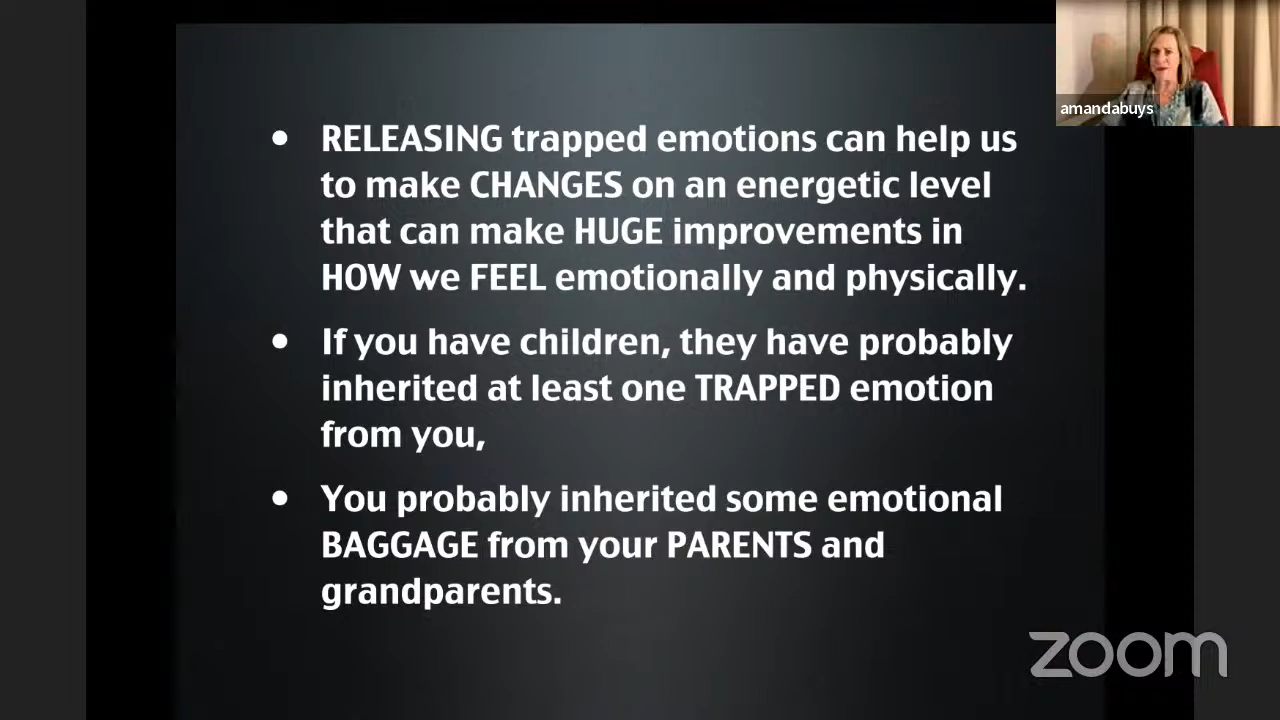 amandabuys
• RELEASING trapped emotions can help us
to make CHANGES on an energetic level
that can make HUGE improvements in
HOW we FEEL emotionally and physically.
• If you have children, they have probably
inherited at least one TRAPPED emotion
from you,
• You probably inherited some emotional
BAGGAGE from your PARENTS and
grandparents.
zoom